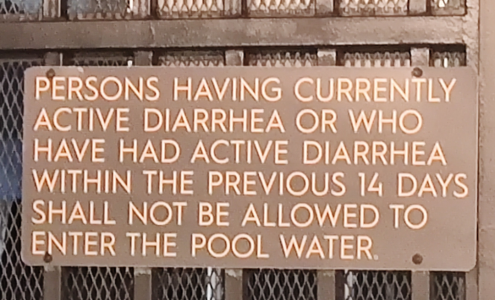 PERSONS HAVING CURRENTLY
ACTIVE DIARRHEA OR WHO
HAVE HAD ACTIVE DIARRHEA
WITHIN THE PREVIOUS 14 DAYS
SHALL NOT BE ALLOWED TO
ENTER THE POOL WATER.